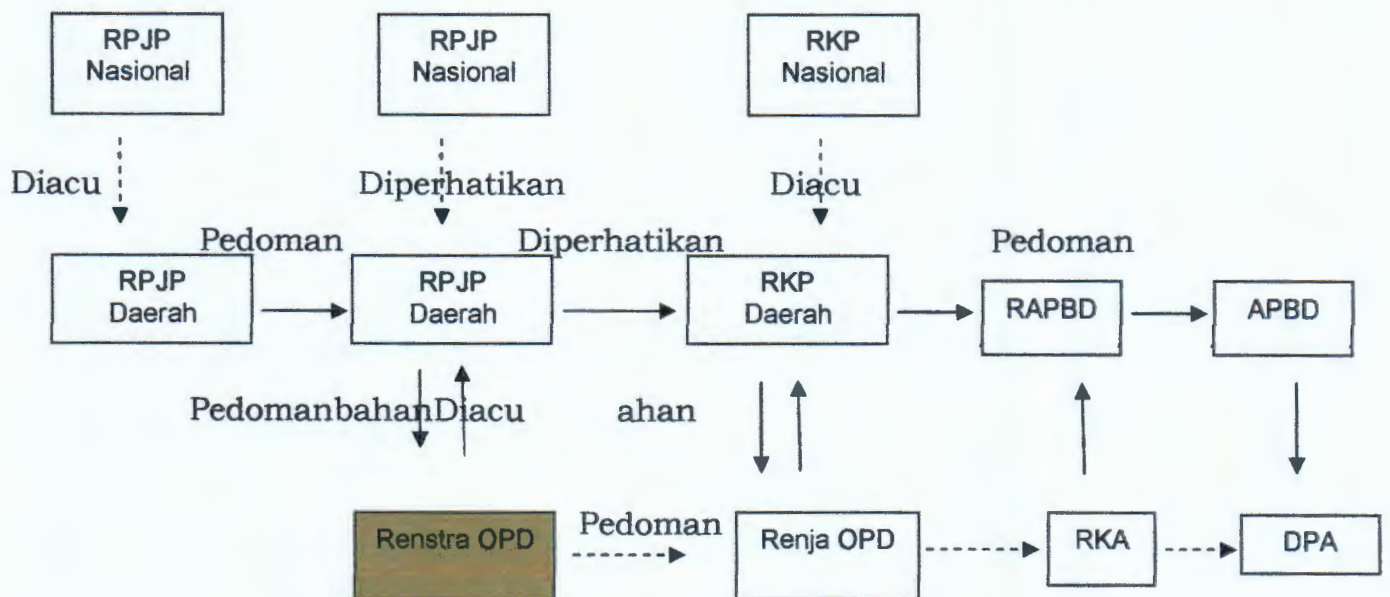 RPJP
Nasional
RPJP
Nasional
RKP
Nasional
Diacu
Diperhatikan
Diacu
Pedoman
Diperhatikan
Pedoman
RPJP
Daerah
RPJP
Daerah
RKP
Daerah
RAPBD
APBD
PedomanbahanDiacu
ahan
Renstra OPD
Pedoman
Renja OPD
RKA
DPA